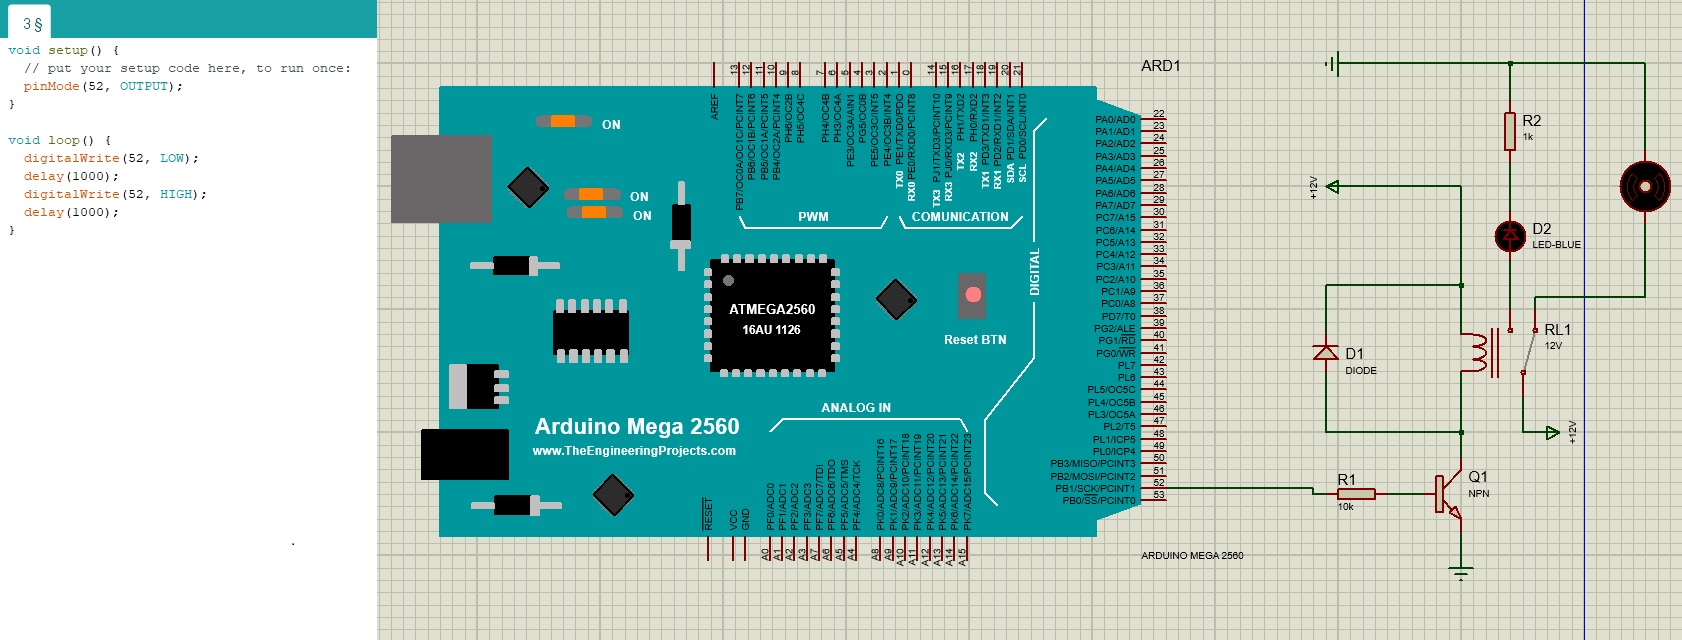 3 §
void setup() {
// put your setup code here, to run once:
pinMode(52, OUTPUT);
}
void loop() {
digitalWrite(52, LOW);
delay(1000);
digitalWrite(52, HIGH);
delay(1000);
}
ARD1
AREF
13
12
11
10
9
8
7
6
5
4
3
2
1
0
14
15
16
17
18
19
20
21
PB7/OC0A/OC1C/PCINT7
PB6/OC1B/PCINT6
PB5/OC1A/PCINT5
PB4/OC2A/PCINT4
PH6/OC2B
PH5/OC4C
PH4/OC4B
PH3/OC4A
PE3/OC3A/AIN1
PG5/OC0B
PE5/OC3C/INT5
PE4/OC3B/INT4
TX0 PE1/TXD0/PDO
RX0 PE0/RXD0/PCINT8
TX3 PJ1/TXD3/PCINT10
RX3 PJ0/RXD3/PCINT9
TX2 PH1/TXD2
RX2 PH0/RXD2
TX1 PD3/TXD1/INT3
RX1 PD2/RXD1/INT2
SDA PD1/SDA/INT1
SCL PD0/SCL/INT0
ON
ON
ON
PWM
COMUNICATION
DIGITAL
ATMEGA2560
16AU 1126
Reset BTN
ANALOG IN
Arduino Mega 2560
www.TheEngineeringProjects.com
PA0/AD0 22
PA1/AD1 23
PA2/AD2 24
PA3/AD3 25
PA4/AD4 26
PA5/AD5 27
PA6/AD6 28
PA7/AD7 29
PC7/A15 30
PC6/A14 31
PC5/A13 32
PC4/A12 33
PC3/A11 34
PC2/A10 35
PC1/A9 36
PC0/A8 37
PD7/T0 38
PG2/ALE 39
PG1/RD 40
PG0/WR 41
PL7 42
PL6 43
PL5/OC5C 44
PL4/OC5B 45
PL3/OC5A 46
PL2/T5 47
PL1/ICP5 48
PL0/ICP4 49
PB3/MISO/PCINT3 50
PB2/MOSI/PCINT2 51
PB1/SCK/PCINT1 52
PB0/SS/PCINT0 53
RESET
VCC
GND
PF0/ADC0
PF1/ADC1
PF2/ADC2
PF3/ADC3
PF7/ADC7/TDI
PF6/ADC6/TDO
PF5/ADC5/TMS
PF4/ADC4/TCK
PK0/ADC8/PCINT16
PK1/ADC9/PCINT17
PK2/ADC10/PCINT18
PK3/ADC11/PCINT19
PK4/ADC12/PCINT20
PK5/ADC13/PCINT21
PK6/ADC14/PCINT22
PK7/ADC15/PCINT23
A0
A1
A2
A3
A7
A6
A5
A4
A8
A9
A10
A11
A12
A13
A14
A15
ARDUINO MEGA 2560
R2
1k
+12V
D2
LED-BLUE
RL1
12V
D1
DIODE
+12V
R1
10k
Q1
NPN